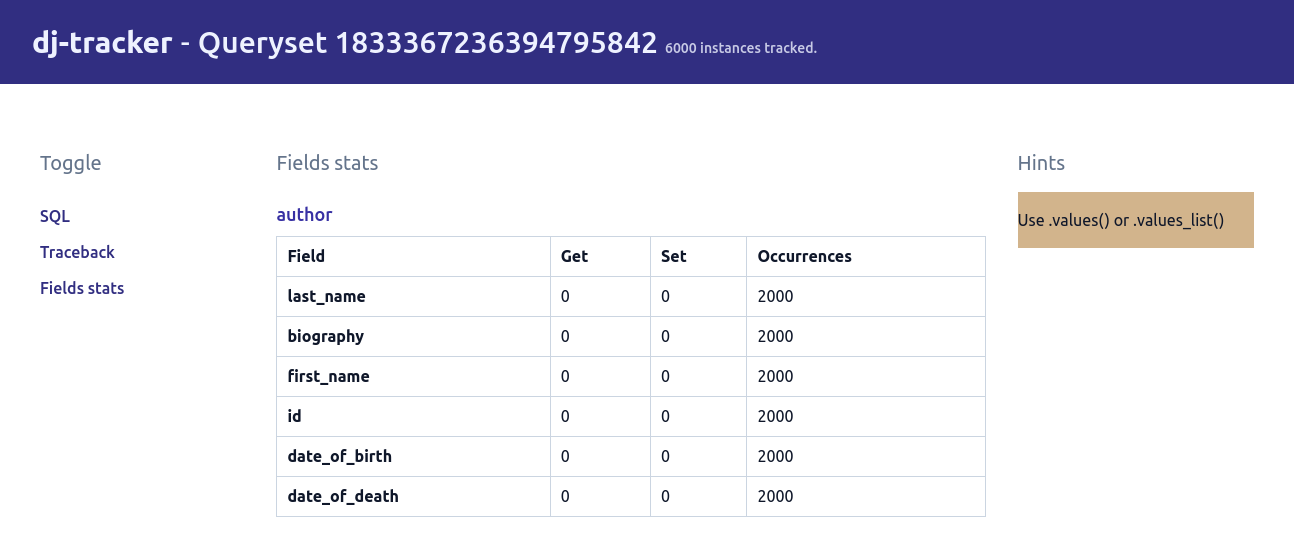 dj-tracker - Queryset 1833367236394795842 6000 instances tracked.
Toggle
SQL
Traceback
Fields stats
Fields stats
author
Field Get Set Occurrences
last_name 0 0 2000
biography 0 0 2000
first_name 0 0 2000
id 0 0 2000
date_of_birth 0 0 2000
date_of_death 0 0 2000
Hints
Use .values() or .values_list()